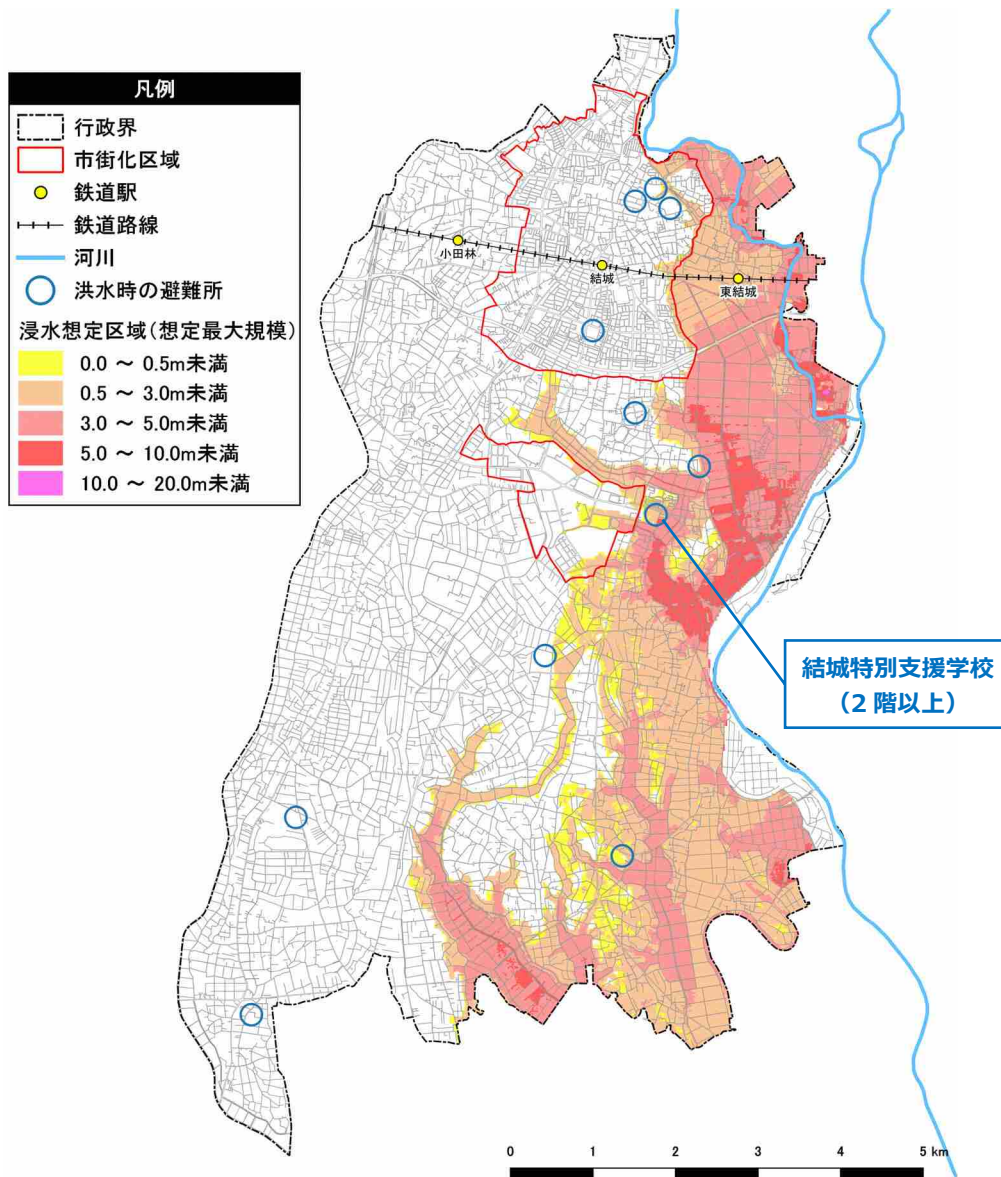 凡例
行政界
市街化区域
鉄道駅
鉄道路線
河川
洪水時の避難所
浸水想定区域(想定最大規模)
0.0 ～ 0.5m未満
0.5 ～ 3.0m未満
3.0 ～ 5.0m未満
5.0 ～ 10.0m未満
10.0 ～ 20.0m未満
小田林
結城
東結城
結城特別支援学校
（2 階以上）
0 1 2 3 4 5 km